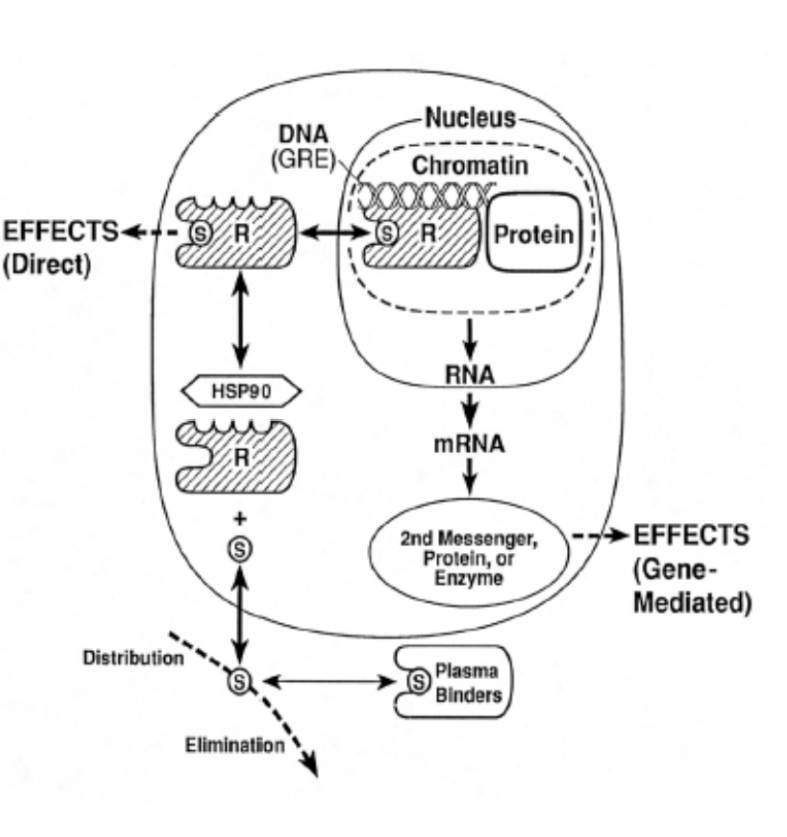 Nucleus
DNA
(GRE)
Chromatin
EFFECTS
(Direct)
S
R
S
R
Protein
RNA
HSP90
mRNA
R
+
S
2nd Messenger,
Protein, or
Enzyme
EFFECTS
(Gene-
Mediated)
Distribution
S
S
Plasma
Binders
Elimination